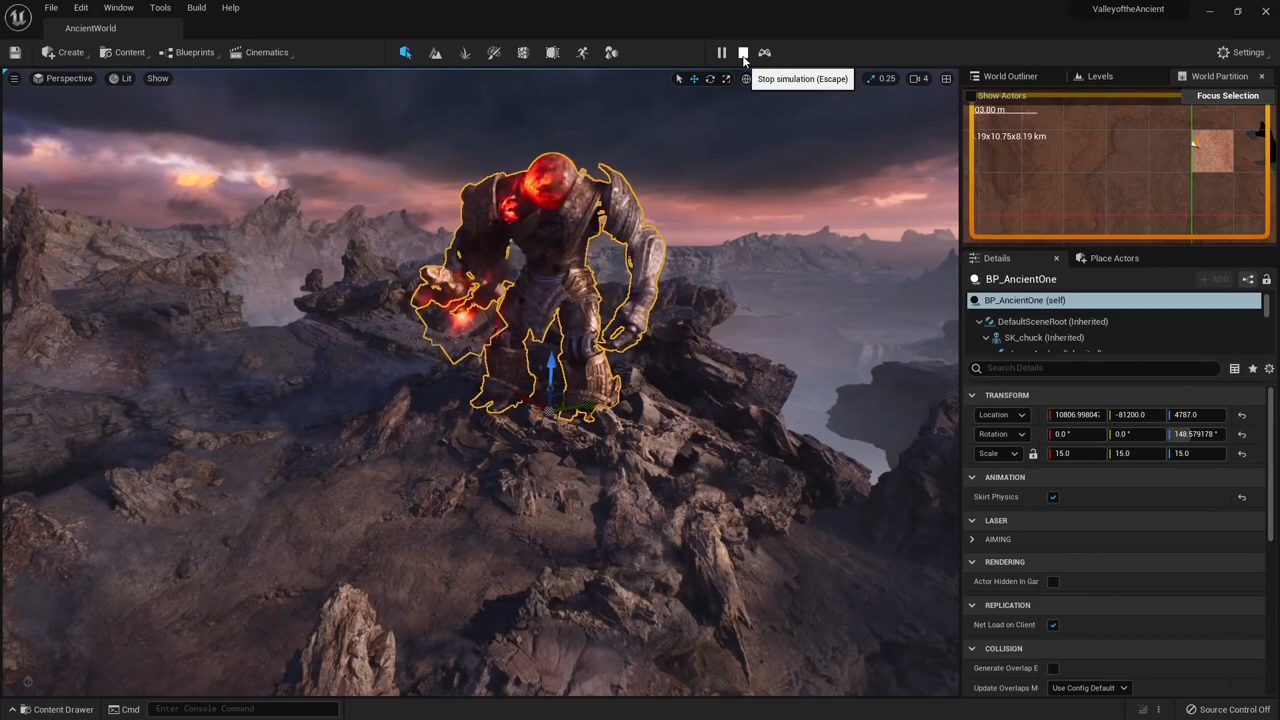 File Edit Window Tools Build Help
ValleyoftheAncient
AncientWorld
Create Content Blueprints Cinematics
Settings
Perspective Lit Show
0.25 4
Stop simulation (Escape)
World Outliner Levels World Partition
Show Actors Focus Selection
03.80 m
.19x10.75x8.19 km
Details Place Actors
BP_AncientOne + ADD
BP_AncientOne (self)
DefaultSceneRoot (Inherited)
SK_chuck (Inherited)
Search Details
TRANSFORM
Location 10806.99804 -81200.0 4787.0
Rotation 0.0 ° 0.0 ° 148.579178 °
Scale 15.0 15.0 15.0
ANIMATION
Skirt Physics
LASER
AIMING
RENDERING
Actor Hidden In Gar
REPLICATION
Net Load on Client
COLLISION
Generate Overlap E
Update Overlaps M Use Config Default
Content Drawer Cmd Enter Console Command Source Control Off